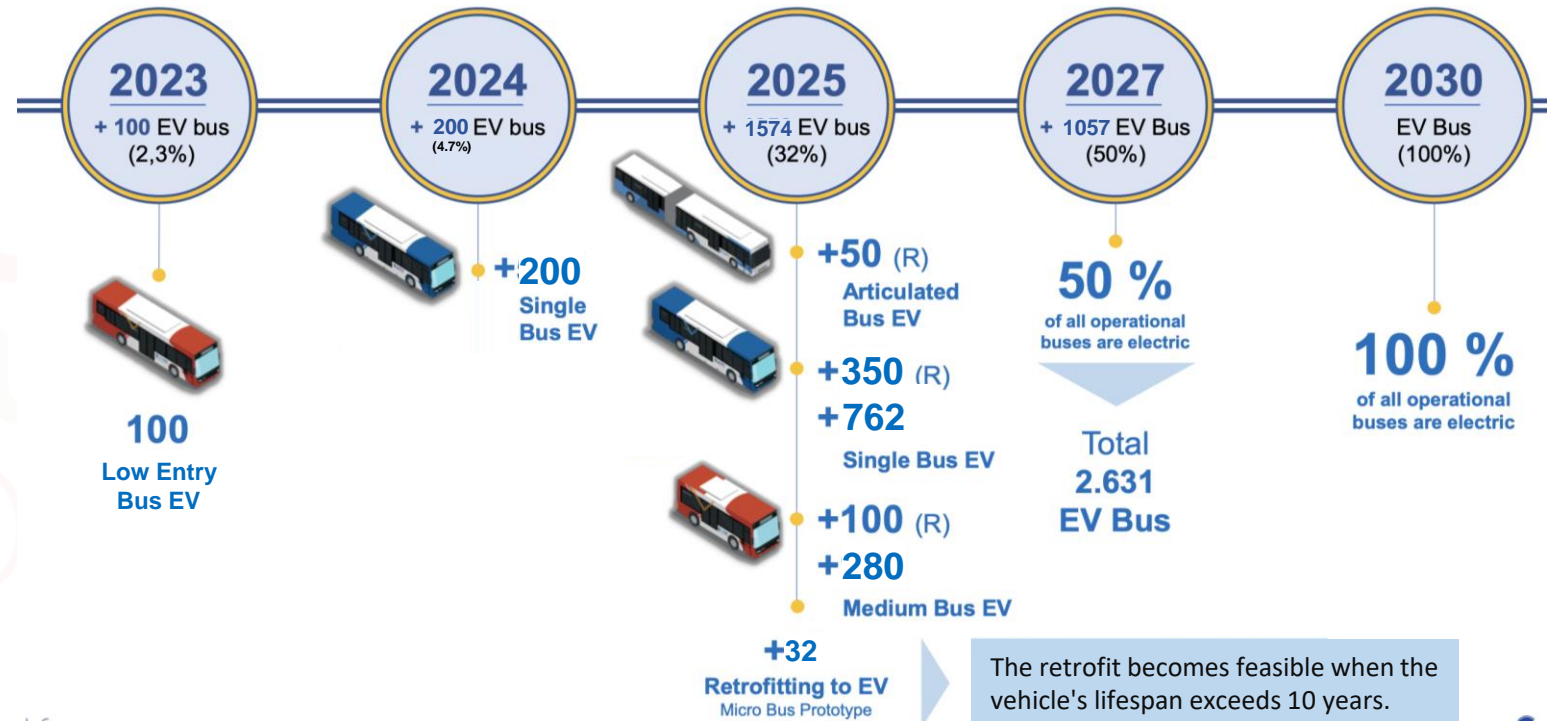 2023
+ 100 EV bus
(2,3%)
2024
+ 200 EV bus
(4.7%)
2025
+ 1574 EV bus
(32%)
2027
+ 1057 EV Bus
(50%)
2030
EV Bus
(100%)
100
Low Entry
Bus EV
+200
Single
Bus EV
+50 (R)
Articulated
Bus EV
+350 (R)
+762
Single Bus EV
+100 (R)
+280
Medium Bus EV
+32
Retrofitting to EV
Micro Bus Prototype
The retrofit becomes feasible when the
vehicle's lifespan exceeds 10 years.
50 %
of all operational
buses are electric
Total
2.631
EV Bus
100 %
of all operational
buses are electric